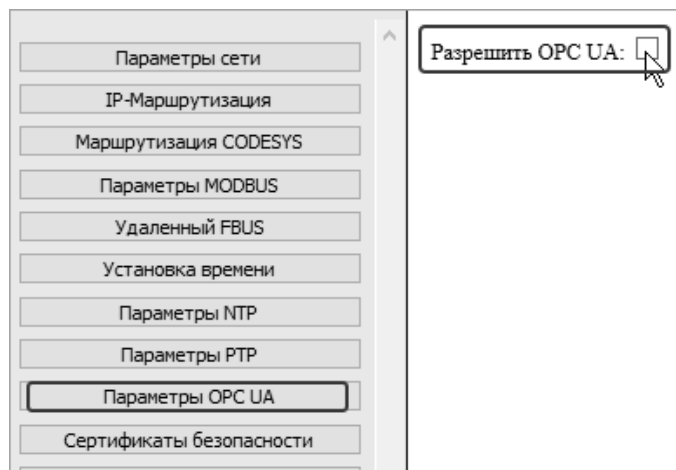 Параметры сети
IP-Маршрутизация
Маршрутизация CODESYS
Параметры MODBUS
Удаленный FBUS
Установка времени
Параметры NTP
Параметры PTP
Параметры OPC UA
Сертификаты безопасности
Разрешить OPC UA: